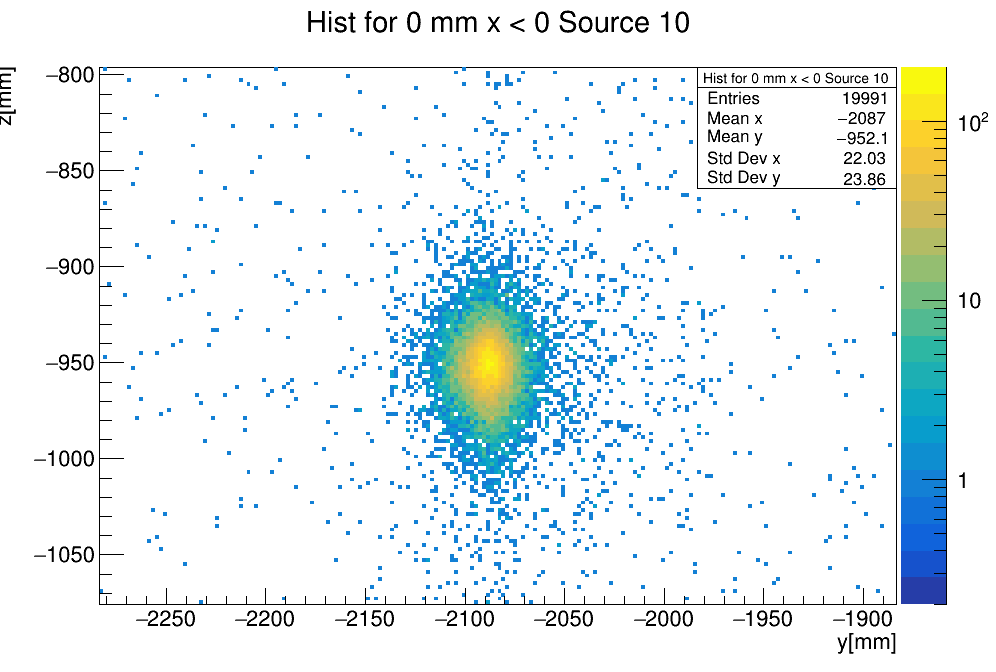 Hist for 0 mm x < 0 Source 10
z[mm]
−800
−850
−900
−950
−1000
−1050
Hist for 0 mm x < 0 Source 10
Entries 19991
Mean x −2087
Mean y −952.1
Std Dev x 22.03
Std Dev y 23.86
10²
10
1
−2250 −2200 −2150 −2100 −2050 −2000 −1950 −1900
y[mm]